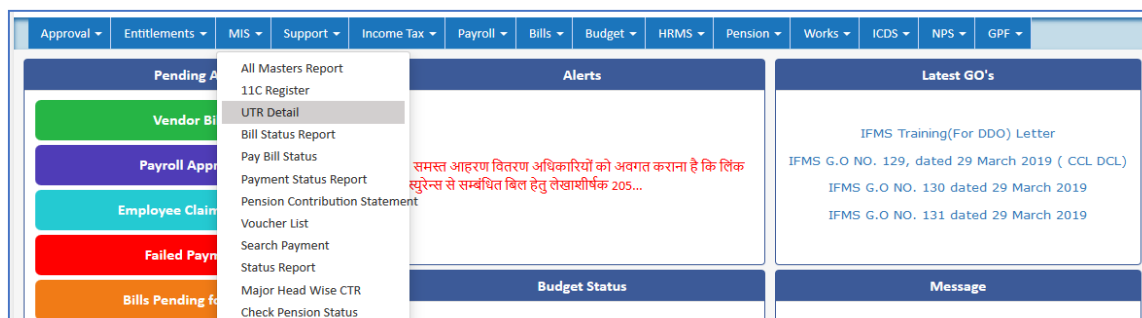 Approval Entitlements MIS Support Income Tax Payroll Bills Budget HRMS Pension Works ICDS NPS GPF
Pending A
Vendor Bi
Payroll Appr
Employee Claim
Failed Paym
Bills Pending fo
All Masters Report
11C Register
UTR Detail
Bill Status Report
Pay Bill Status
Payment Status Report
Pension Contribution Statement
Voucher List
Search Payment
Status Report
Major Head Wise CTR
Check Pension Status
Alerts
समस्त आहरण वितरण अधिकारियों को अवगत कराना है कि लिंक
स्युरेन्स से सम्बंधित बिल हेतु लेखाशीर्षक 205...
Budget Status
Latest GO's
IFMS Training(For DDO) Letter
IFMS G.O NO. 129, dated 29 March 2019 ( CCL DCL)
IFMS G.O NO. 130 dated 29 March 2019
IFMS G.O NO. 131 dated 29 March 2019
Message